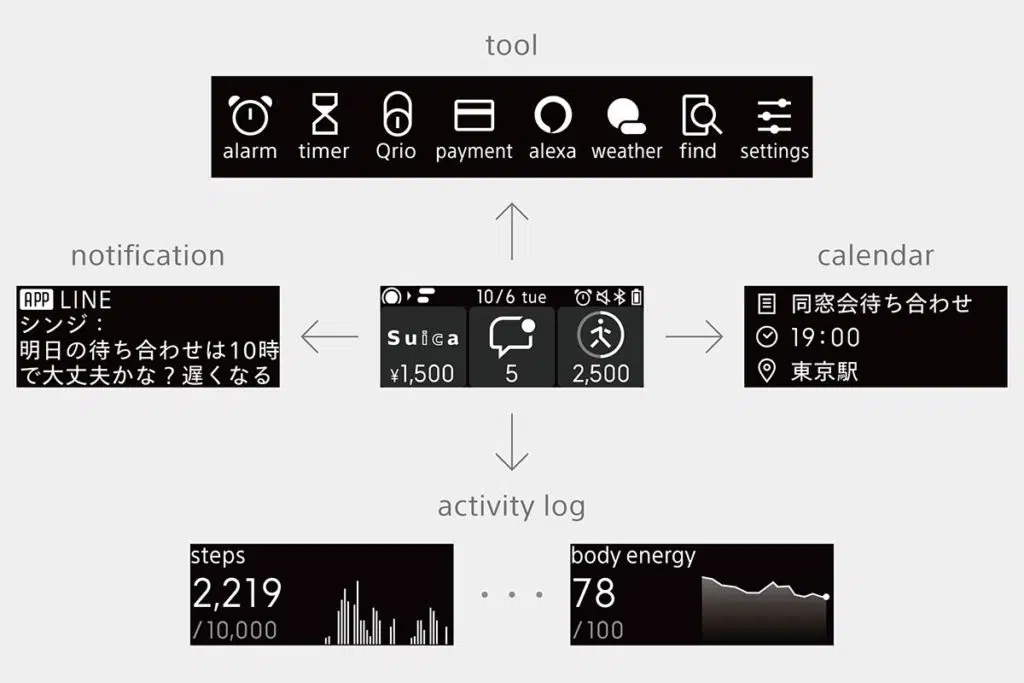 tool
alarm timer Qrio payment alexa weather find settings
notification
APP LINE
シンジ：
明日の待ち合わせは10時
で大丈夫かな？遅くなる
10/6 tue
Suica
¥1,500
5
2,500
calendar
同窓会待ち合わせ
19:00
東京駅
activity log
steps
2,219
/10,000
body energy
78
/100